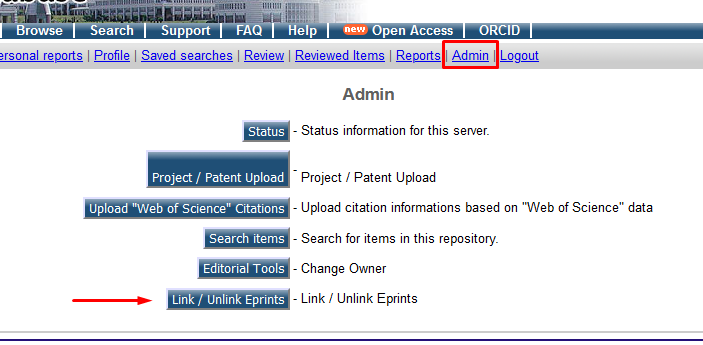 Browse | Search | Support | FAQ | Help | new Open Access | ORCID |
ersonal reports | Profile | Saved searches | Review | Reviewed Items | Reports | Admin | Logout
Admin
Status - Status information for this server.
Project / Patent Upload - Project / Patent Upload
Upload "Web of Science" Citations - Upload citation informations based on "Web of Science" data
Search items - Search for items in this repository.
Editorial Tools - Change Owner
Link / Unlink Eprints - Link / Unlink Eprints